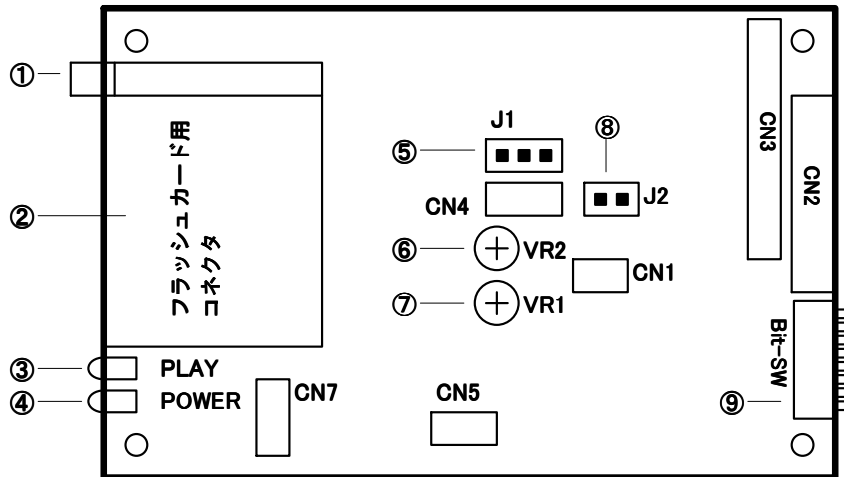 ①
②
フラッシュカード用
コネクタ
③
PLAY
④
POWER
CN7
CN5
⑤
J1
⑧
J2
CN4
⑥
VR2
⑦
VR1
CN1
CN3
CN2
Bit-SW
⑨